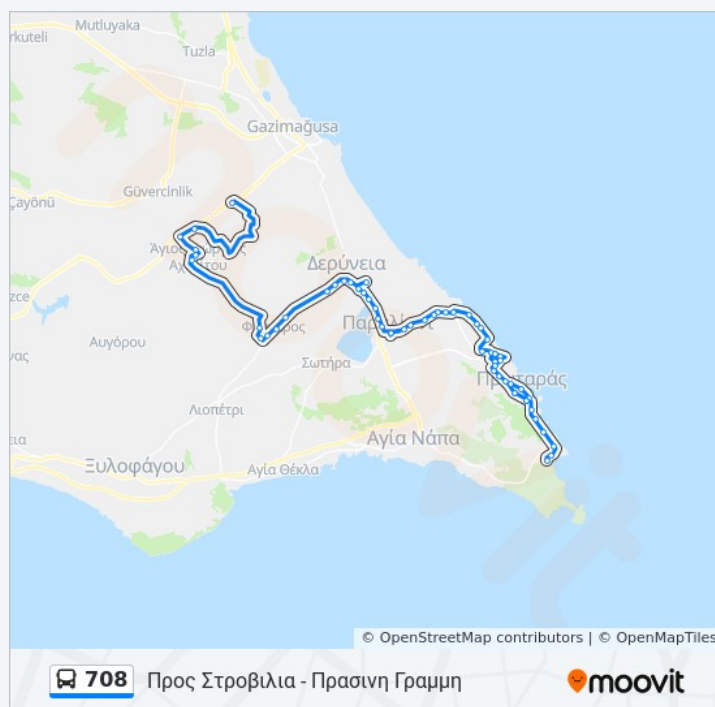 Mutluyaka
Tuzla
Gazimağusa
Güvercinlik
Çayönü
Δερύνεια
Αυγόρου
Σωτήρα
Λιοπέτρι
Αγία Νάπα
Ξυλοφάγου
Αγία Θέκλα
© OpenStreetMap contributors | © OpenMapTiles
708 Προς Στροβιλια - Πρασινη Γραμμη
moovit